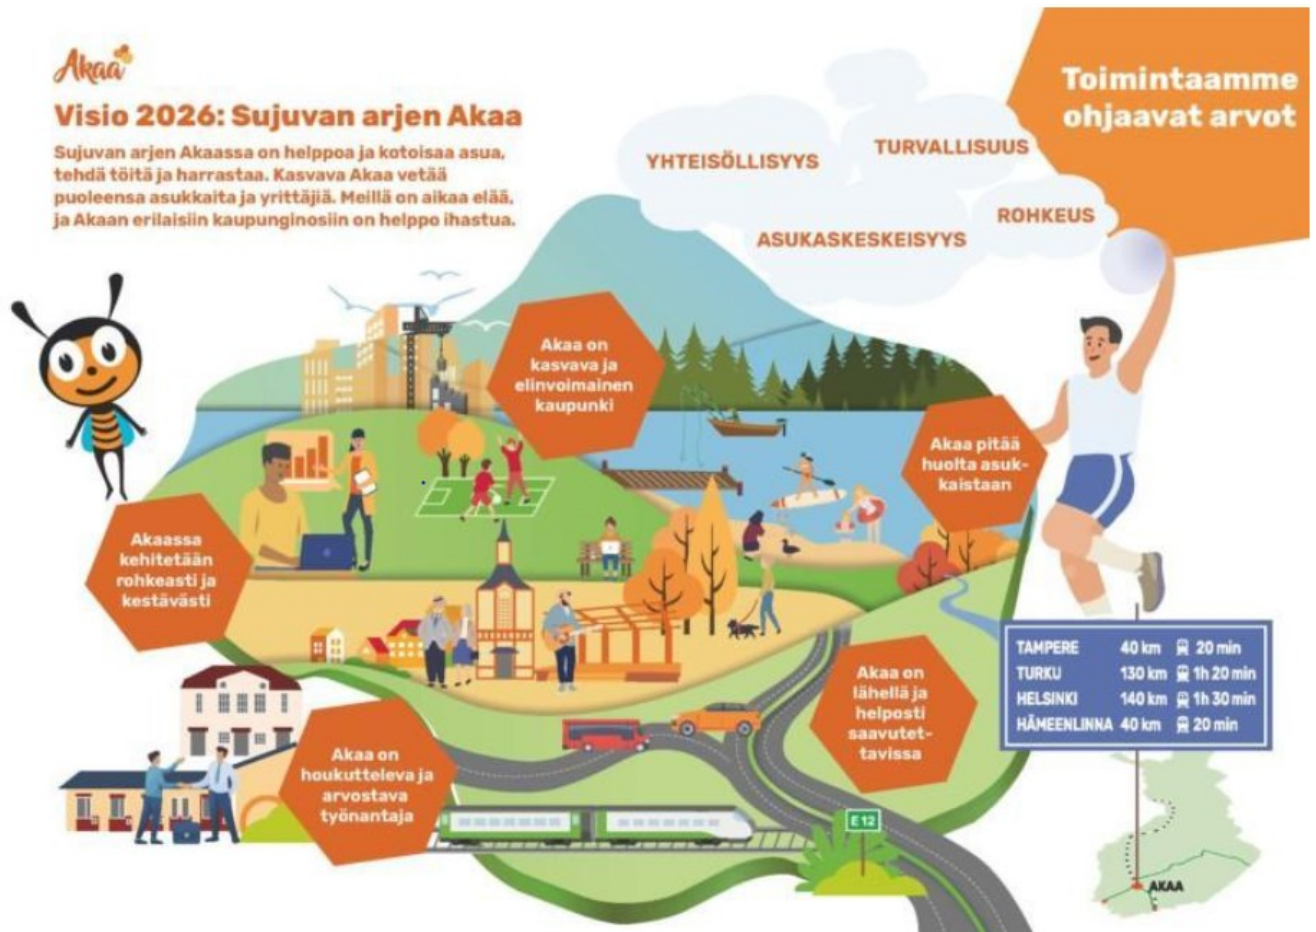 Akaa
Visio 2026: Sujuvan arjen Akaa
Sujuvan arjen Akaassa on helppoa ja kotoisaa asua,
tehdä töitä ja harrastaa. Kasvava Akaa vetää
puoleensa asukkaita ja yrittäjiä. Meillä on aikaa elää,
ja Akaan erilaisiin kaupunginosiin on helppo ihastua.
Toimintaamme
ohjaavat arvot
YHTEISÖLLISYYS
TURVALLISUUS
ROHKEUS
ASUKASKESKEISYYS
Akaa on
kasvava ja
elinvoimainen
kaupunki
Akaa pitää
huolta asuk-
kaistaan
Akaassa
kehitetään
rohkeasti ja
kestävästi
Akaa on
lähellä ja
helposti
saavutet-
tavissa
Akaa on
houkutteleva ja
arvostava
työnantaja
TAMPERE 40 km 20 min
TURKU 130 km 1h 20 min
HELSINKI 140 km 1h 30 min
HÄMEENLINNA 40 km 20 min
E 12
AKAA